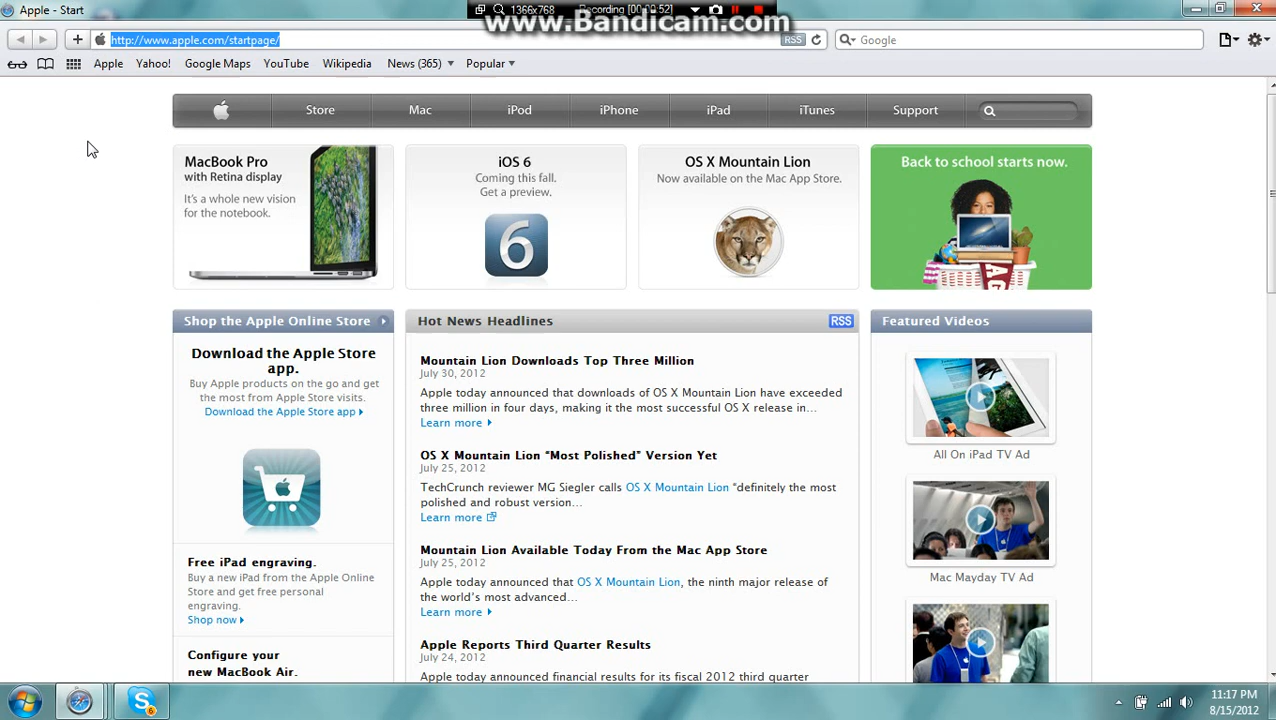 Apple - Start
1366x768
Recording [00:00:52]
www.Bandicam.com
http://www.apple.com/startpage/
RSS
Google
Apple
Yahoo!
Google Maps
YouTube
Wikipedia
News (365)
Popular
Store
Mac
iPod
iPhone
iPad
iTunes
Support
MacBook Pro
with Retina display
It's a whole new vision
for the notebook.
iOS 6
Coming this fall.
Get a preview.
6
OS X Mountain Lion
Now available on the Mac App Store.
Back to school starts now.
Shop the Apple Online Store
Download the Apple Store
app.
Buy Apple products on the go and get
the most from Apple Store visits.
Download the Apple Store app
Free iPad engraving.
Buy a new iPad from the Apple Online
Store and get free personal
engraving.
Shop now
Configure your
new MacBook Air.
Hot News Headlines
RSS
Mountain Lion Downloads Top Three Million
July 30, 2012
Apple today announced that downloads of OS X Mountain Lion have exceeded
three million in four days, making it the most successful OS X release in...
Learn more
OS X Mountain Lion “Most Polished” Version Yet
July 25, 2012
TechCrunch reviewer MG Siegler calls OS X Mountain Lion “definitely the most
polished and robust version...
Learn more
Mountain Lion Available Today From the Mac App Store
July 25, 2012
Apple today announced that OS X Mountain Lion, the ninth major release of
the world's most advanced...
Learn more
Apple Reports Third Quarter Results
July 24, 2012
Apple today announced financial results for its fiscal 2012 third quarter
Featured Videos
All On iPad TV Ad
Mac Mayday TV Ad
6
11:17 PM
8/15/2012